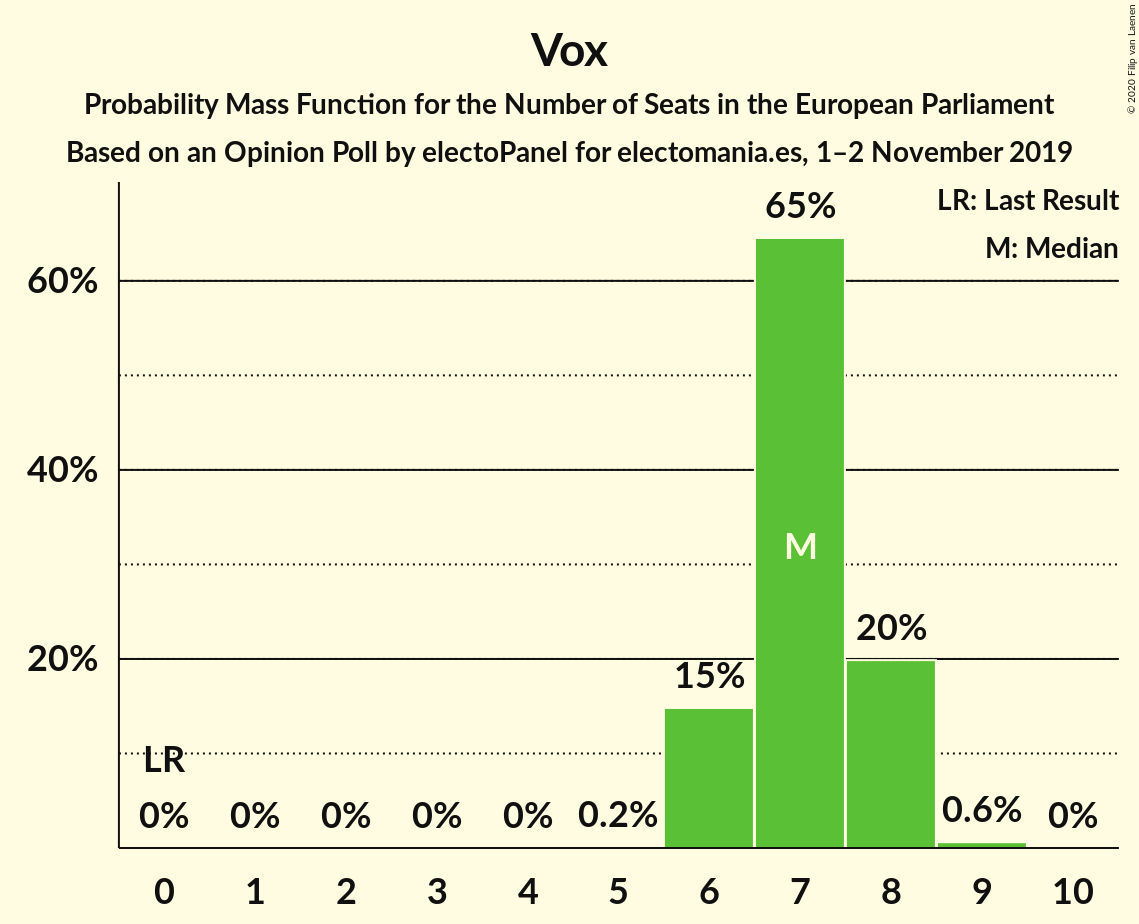 Vox
Probability Mass Function for the Number of Seats in the European Parliament
Based on an Opinion Poll by electoPanel for electomania.es, 1–2 November 2019
© 2020 Filip van Laenen
LR: Last Result
M: Median
65%
60%
40%
M
20%
20%
15%
LR
0% 0% 0% 0% 0% 0.2% 0.6% 0%
0 1 2 3 4 5 6 7 8 9 10